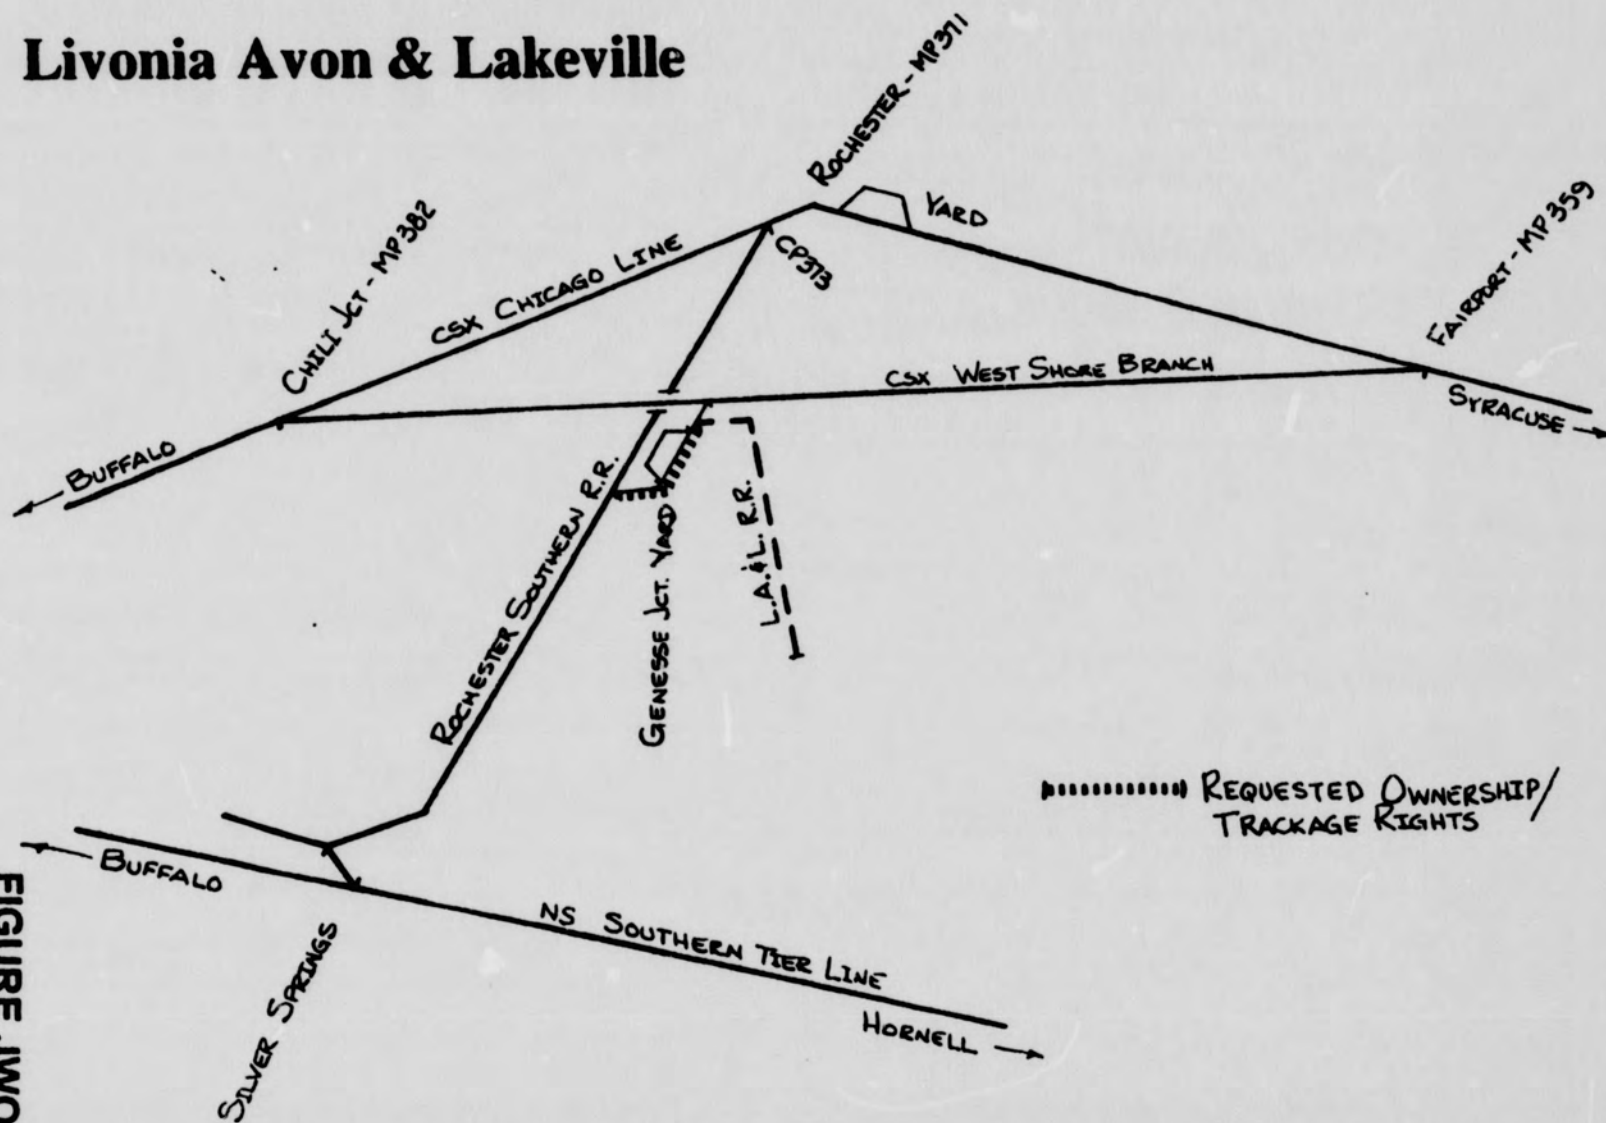 Livonia Avon & Lakeville
ROCHESTER - MP371
YARD
CHILI JCT - MP382
CSX CHICAGO LINE
CP373
FAIRPORT - MP359
CSX WEST SHORE BRANCH
SYRACUSE
BUFFALO
ROCHESTER SOUTHERN R.R.
GENESSE JCT. YARD
L.A.&L. R.R.
REQUESTED OWNERSHIP/
TRACKAGE RIGHTS
BUFFALO
NS SOUTHERN TIER LINE
HORNELL
SILVER SPRINGS
FIGURE JWO